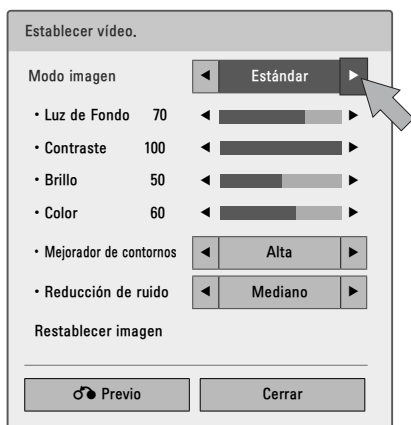 Establecer vídeo.
Modo imagen ◀ Estándar ▶
• Luz de Fondo 70 ◀ ▶
• Contraste 100 ◀ ▶
• Brillo 50 ◀ ▶
• Color 60 ◀ ▶
• Mejorador de contornos ◀ Alta ▶
• Reducción de ruido ◀ Mediano ▶
Restablecer imagen
Previo Cerrar